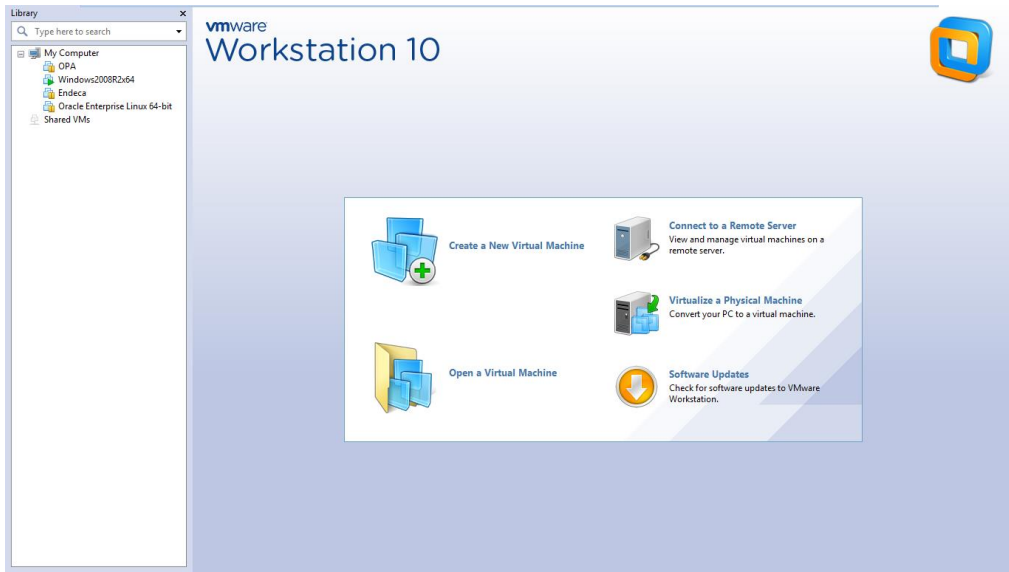 Library
Type here to search
My Computer
OPA
Windows2008R2x64
Endeca
Oracle Enterprise Linux 64-bit
Shared VMs
vmware
Workstation 10
Create a New Virtual Machine
Open a Virtual Machine
Connect to a Remote Server
View and manage virtual machines on a
remote server.
Virtualize a Physical Machine
Convert your PC to a virtual machine.
Software Updates
Check for software updates to VMware
Workstation.